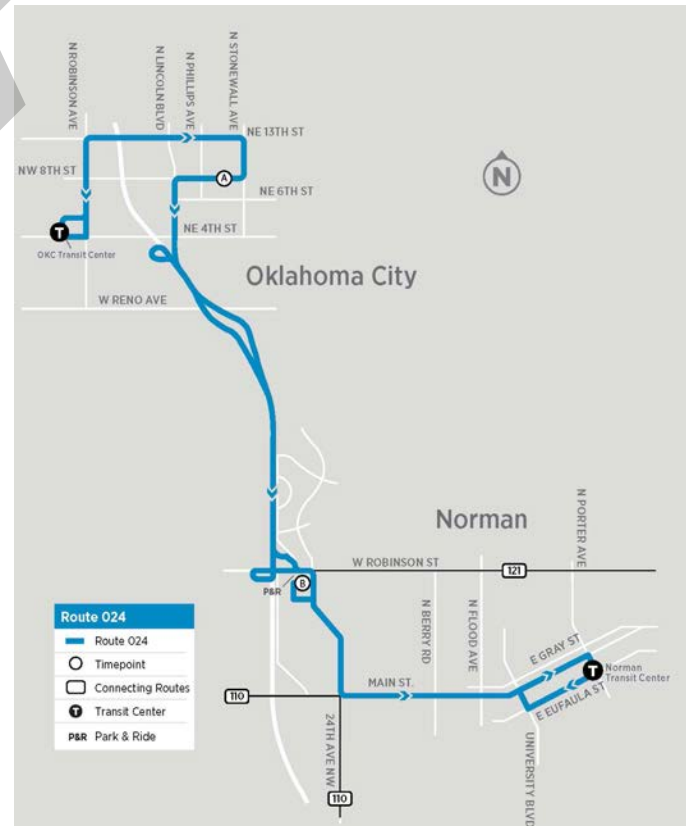 N ROBINSON AVE
N LINCOLN BLVD
N PHILLIPS AVE
N STONEWALL AVE
NE 13TH ST
NW 8TH ST
A
NE 6TH ST
T
NE 4TH ST
OKC Transit Center
N
Oklahoma City
W RENO AVE
Norman
N PORTER AVE
W ROBINSON ST
121
P&R
B
N BERRY RD
N FLOOD AVE
E GRAY ST
T
Norman
Transit Center
MAIN ST.
E EUFAULA ST
110
24TH AVE NW
UNIVERSITY BLVD
110
Route 024
Route 024
Timepoint
Connecting Routes
T Transit Center
P&R Park & Ride